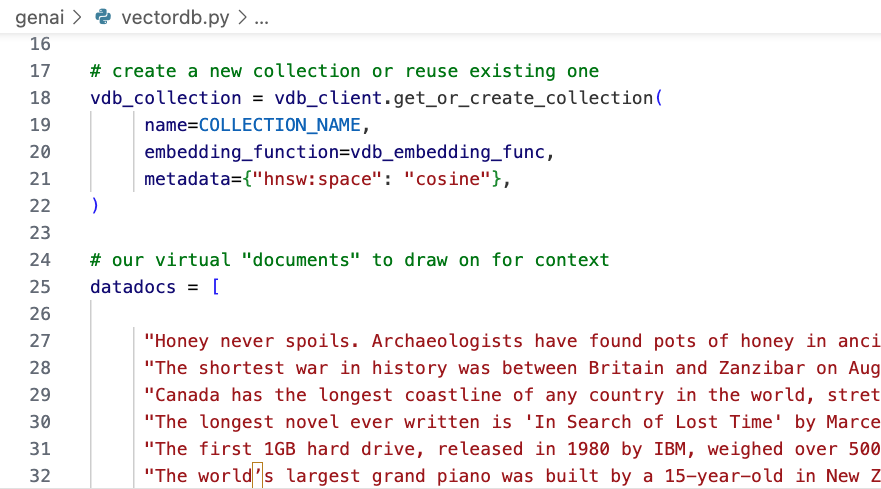 genai > vectordb.py > ...
16
17 # create a new collection or reuse existing one
18 vdb_collection = vdb_client.get_or_create_collection(
19 name=COLLECTION_NAME,
20 embedding_function=vdb_embedding_func,
21 metadata={"hnsw:space": "cosine"},
22 )
23
24 # our virtual "documents" to draw on for context
25 datadocs = [
26
27 "Honey never spoils. Archaeologists have found pots of honey in anci
28 "The shortest war in history was between Britain and Zanzibar on Aug
29 "Canada has the longest coastline of any country in the world, stret
30 "The longest novel ever written is 'In Search of Lost Time' by Marce
31 "The first 1GB hard drive, released in 1980 by IBM, weighed over 500
32 "The world’s largest grand piano was built by a 15-year-old in New Z